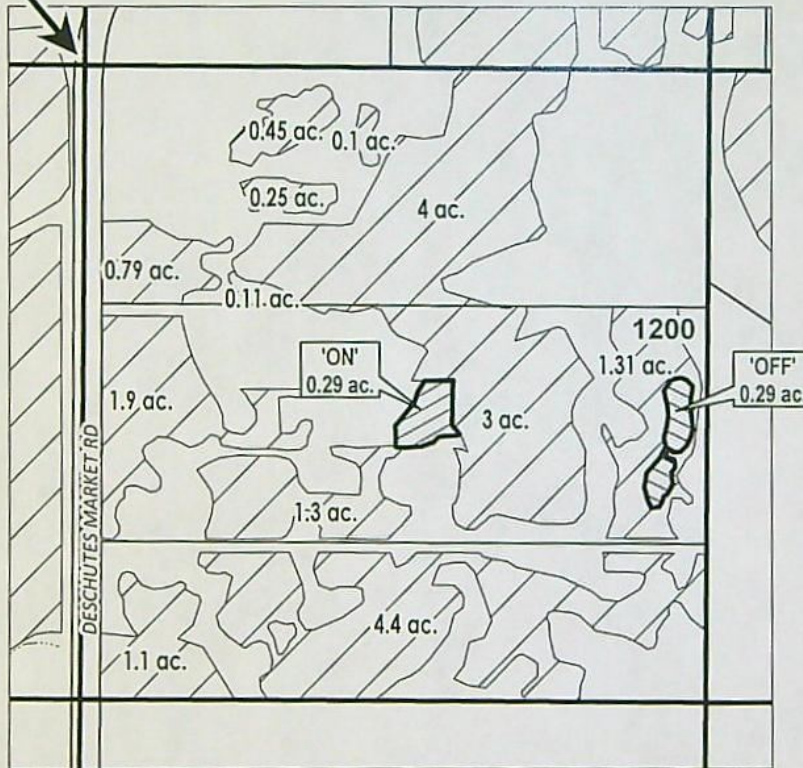 0.45 ac.
0.1 ac.
0.25 ac.
4 ac.
0.79 ac.
0.11 ac.
1200
'ON'
0.29 ac.
1.31 ac.
'OFF'
0.29 ac
1.9 ac.
3 ac.
1.3 ac.
DESCHUTES MARKET RD
4.4 ac.
1.1 ac.